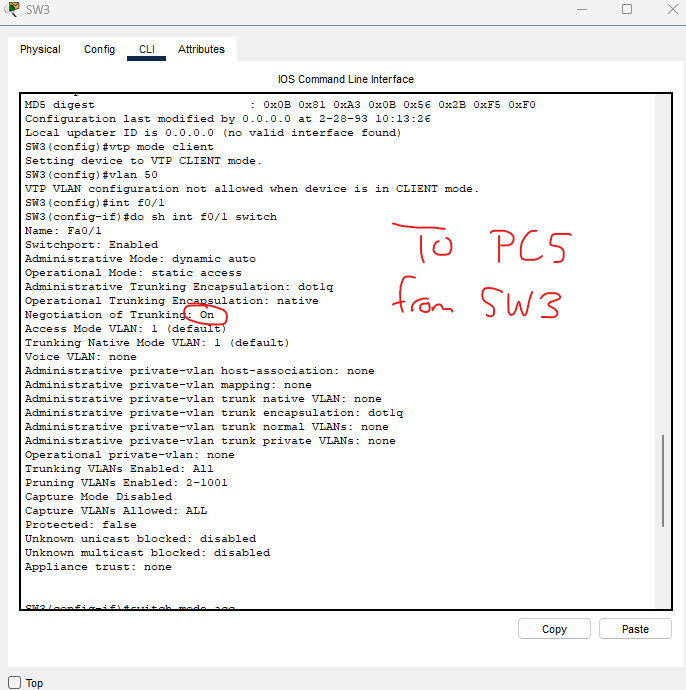 SW3
Physical Config CLI Attributes
IOS Command Line Interface
MD5 digest : 0x0B 0x81 0xA3 0x0B 0x56 0x2B 0xF5 0xF0
Configuration last modified by 0.0.0.0 at 2-28-93 10:13:26
Local updater ID is 0.0.0.0 (no valid interface found)
SW3(config)#vtp mode client
Setting device to VTP CLIENT mode.
SW3(config)#vlan 50
VTP VLAN configuration not allowed when device is in CLIENT mode.
SW3(config)#int f0/1
SW3(config-if)#do sh int f0/1 switch
Name: Fa0/1
Switchport: Enabled
Administrative Mode: dynamic auto
Operational Mode: static access
Administrative Trunking Encapsulation: dot1q
Operational Trunking Encapsulation: native
Negotiation of Trunking: On
Access Mode VLAN: 1 (default)
Trunking Native Mode VLAN: 1 (default)
Voice VLAN: none
Administrative private-vlan host-association: none
Administrative private-vlan mapping: none
Administrative private-vlan trunk native VLAN: none
Administrative private-vlan trunk encapsulation: dot1q
Administrative private-vlan trunk normal VLANs: none
Administrative private-vlan trunk private VLANs: none
Operational private-vlan: none
Trunking VLANs Enabled: All
Pruning VLANs Enabled: 2-1001
Capture Mode Disabled
Capture VLANs Allowed: ALL
Protected: false
Unknown unicast blocked: disabled
Unknown multicast blocked: disabled
Appliance trust: none
SW3(config-if)#switch mode acc
TO PC5
from SW3
Copy Paste
Top